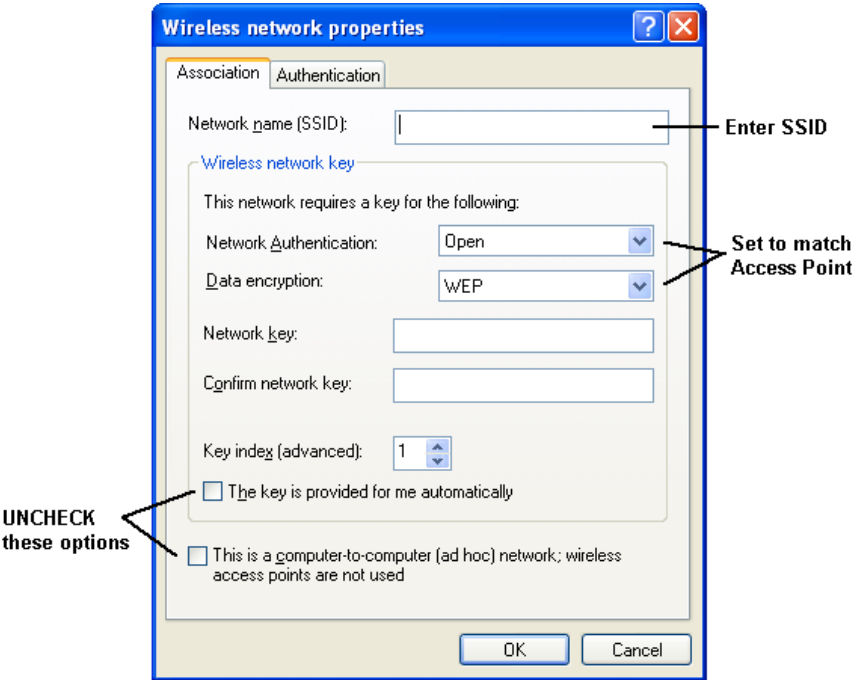 Wireless network properties
Association
Authentication
Network name (SSID):
Enter SSID
Wireless network key
This network requires a key for the following:
Network Authentication:
Open
Set to match
Access Point
Data encryption:
WEP
Network key:
Confirm network key:
Key index (advanced):
1
The key is provided for me automatically
UNCHECK
these options
This is a computer-to-computer (ad hoc) network; wireless
access points are not used
OK
Cancel